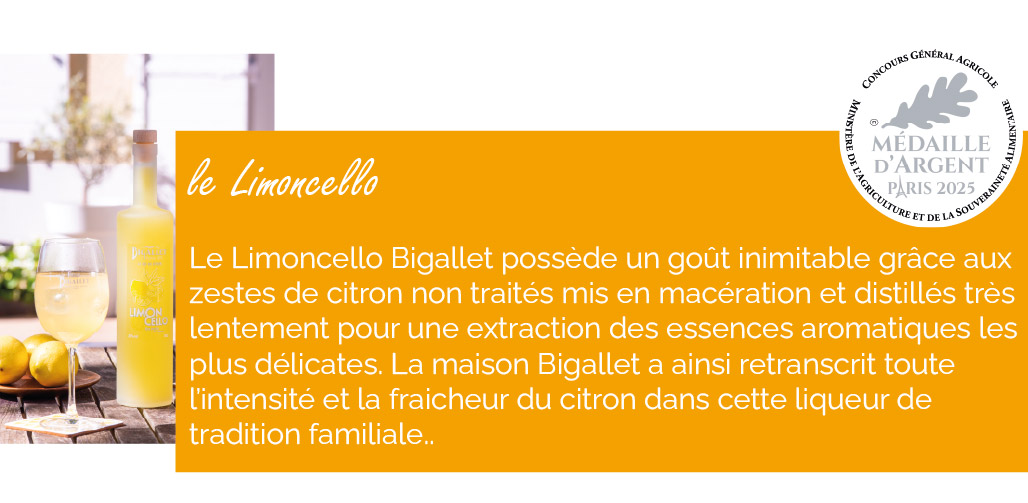 CONCOURS GÉNÉRAL AGRICOLE
®
MÉDAILLE
D'ARGENT
PARIS 2025
MINISTÈRE DE L'AGRICULTURE ET DE LA SOUVERAINETÉ ALIMENTAIRE
le Limoncello
Le Limoncello Bigallet possède un goût inimitable grâce aux
zestes de citron non traités mis en macération et distillés très
lentement pour une extraction des essences aromatiques les
plus délicates. La maison Bigallet a ainsi retranscrit toute
l'intensité et la fraicheur du citron dans cette liqueur de
tradition familiale..
LIMON
CELLO